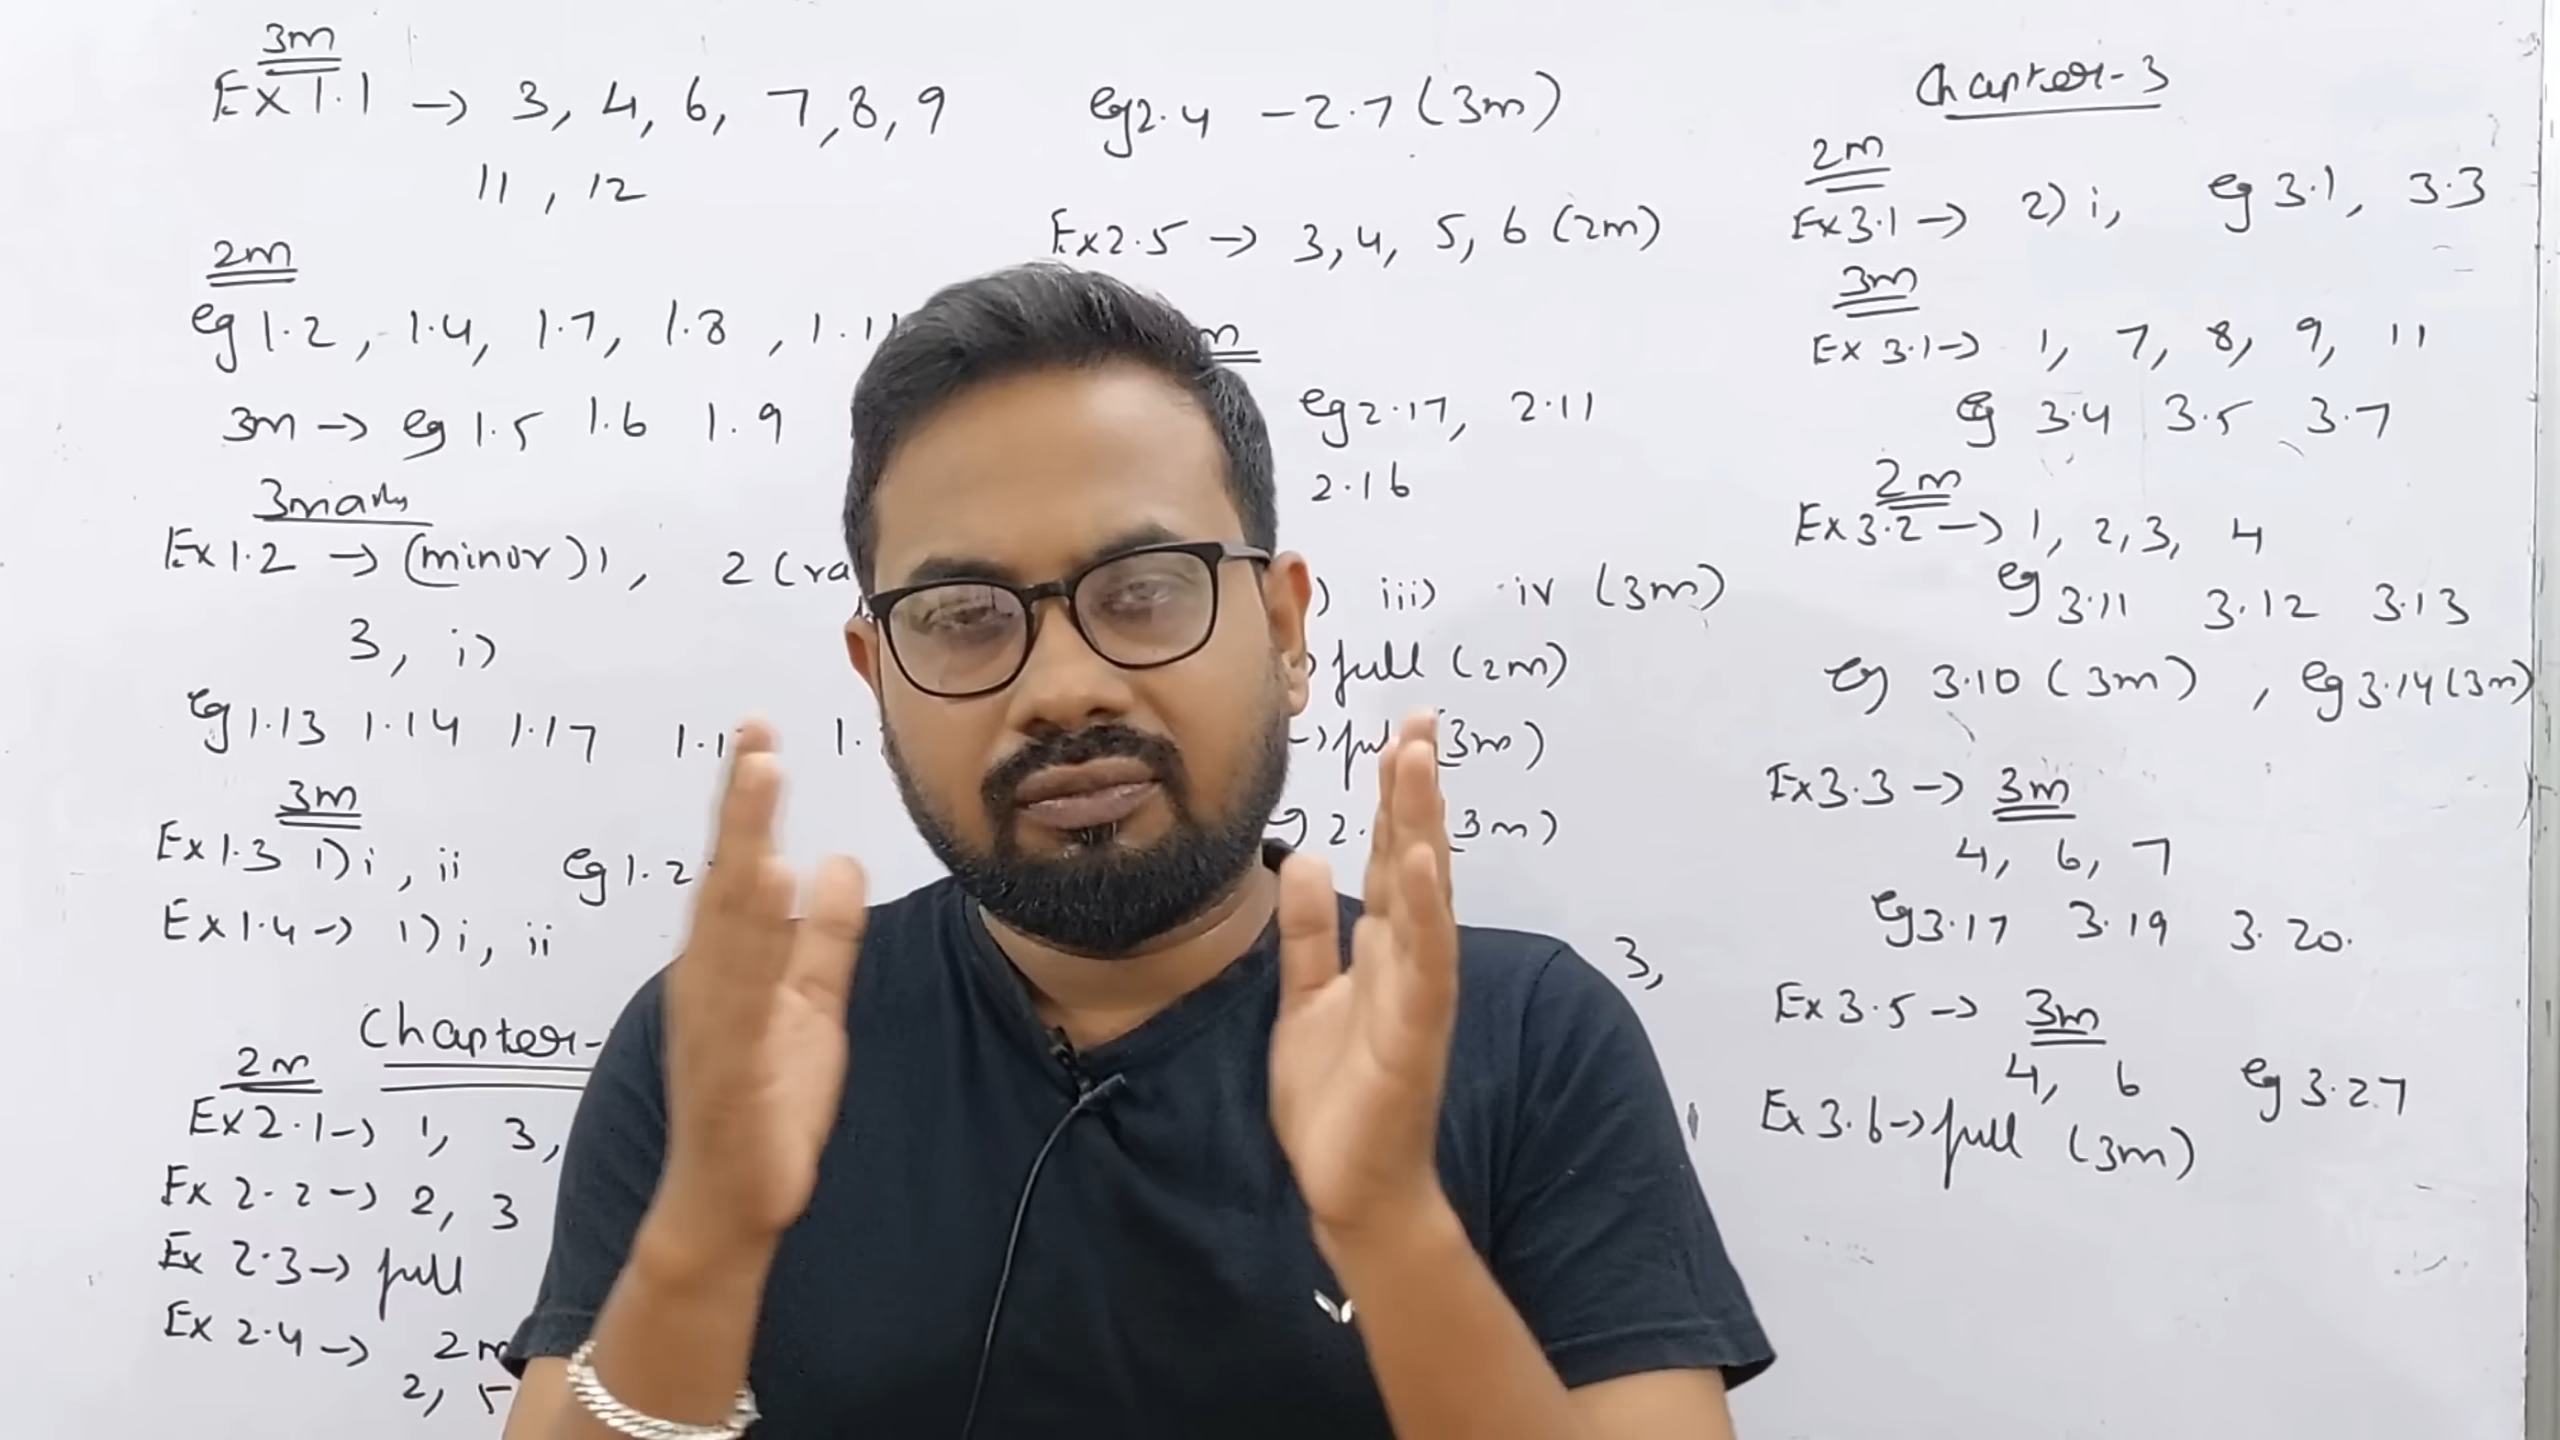 3m
Ex 1.1 → 3, 4, 6, 7, 8, 9
11, 12
2m
eg 1.2, 1.4, 1.7, 1.8, 1.11
3m → eg 1.5 1.6 1.9
3marks
Ex 1.2 → (minor) 1, 2
3, i)
eg 1.13 1.14 1.17
3m
Ex 1.3 1) i, ii
Ex 1.4 → 1) i, ii
Chapter-
2m
Ex 2.1 → 1, 3,
Ex 2.2 → 2, 3
Ex 2.3 → full
Ex 2.4 → 2m
2, 5
eg 2.4 - 2.7 (3m)
Ex 2.5 → 3, 4, 5, 6 (2m)
eg 2.17, 2.11
2.16
iii) iv (3m)
full (2m)
→ full (3m)
(3m)
3,
Chapter-3
2m
Ex 3.1 → 2) i, eg 3.1, 3.3
3m
Ex 3.1 → 1, 7, 8, 9, 11
eg 3.4 3.5 3.7
2m
Ex 3.2 → 1, 2, 3, 4
eg 3.11 3.12 3.13
eg 3.10 (3m), eg 3.14 (3m)
Ex 3.3 → 3m
4, 6, 7
eg 3.17 3.19 3.20.
Ex 3.5 → 3m
4, 6 eg 3.27
Ex 3.6 → full (3m)